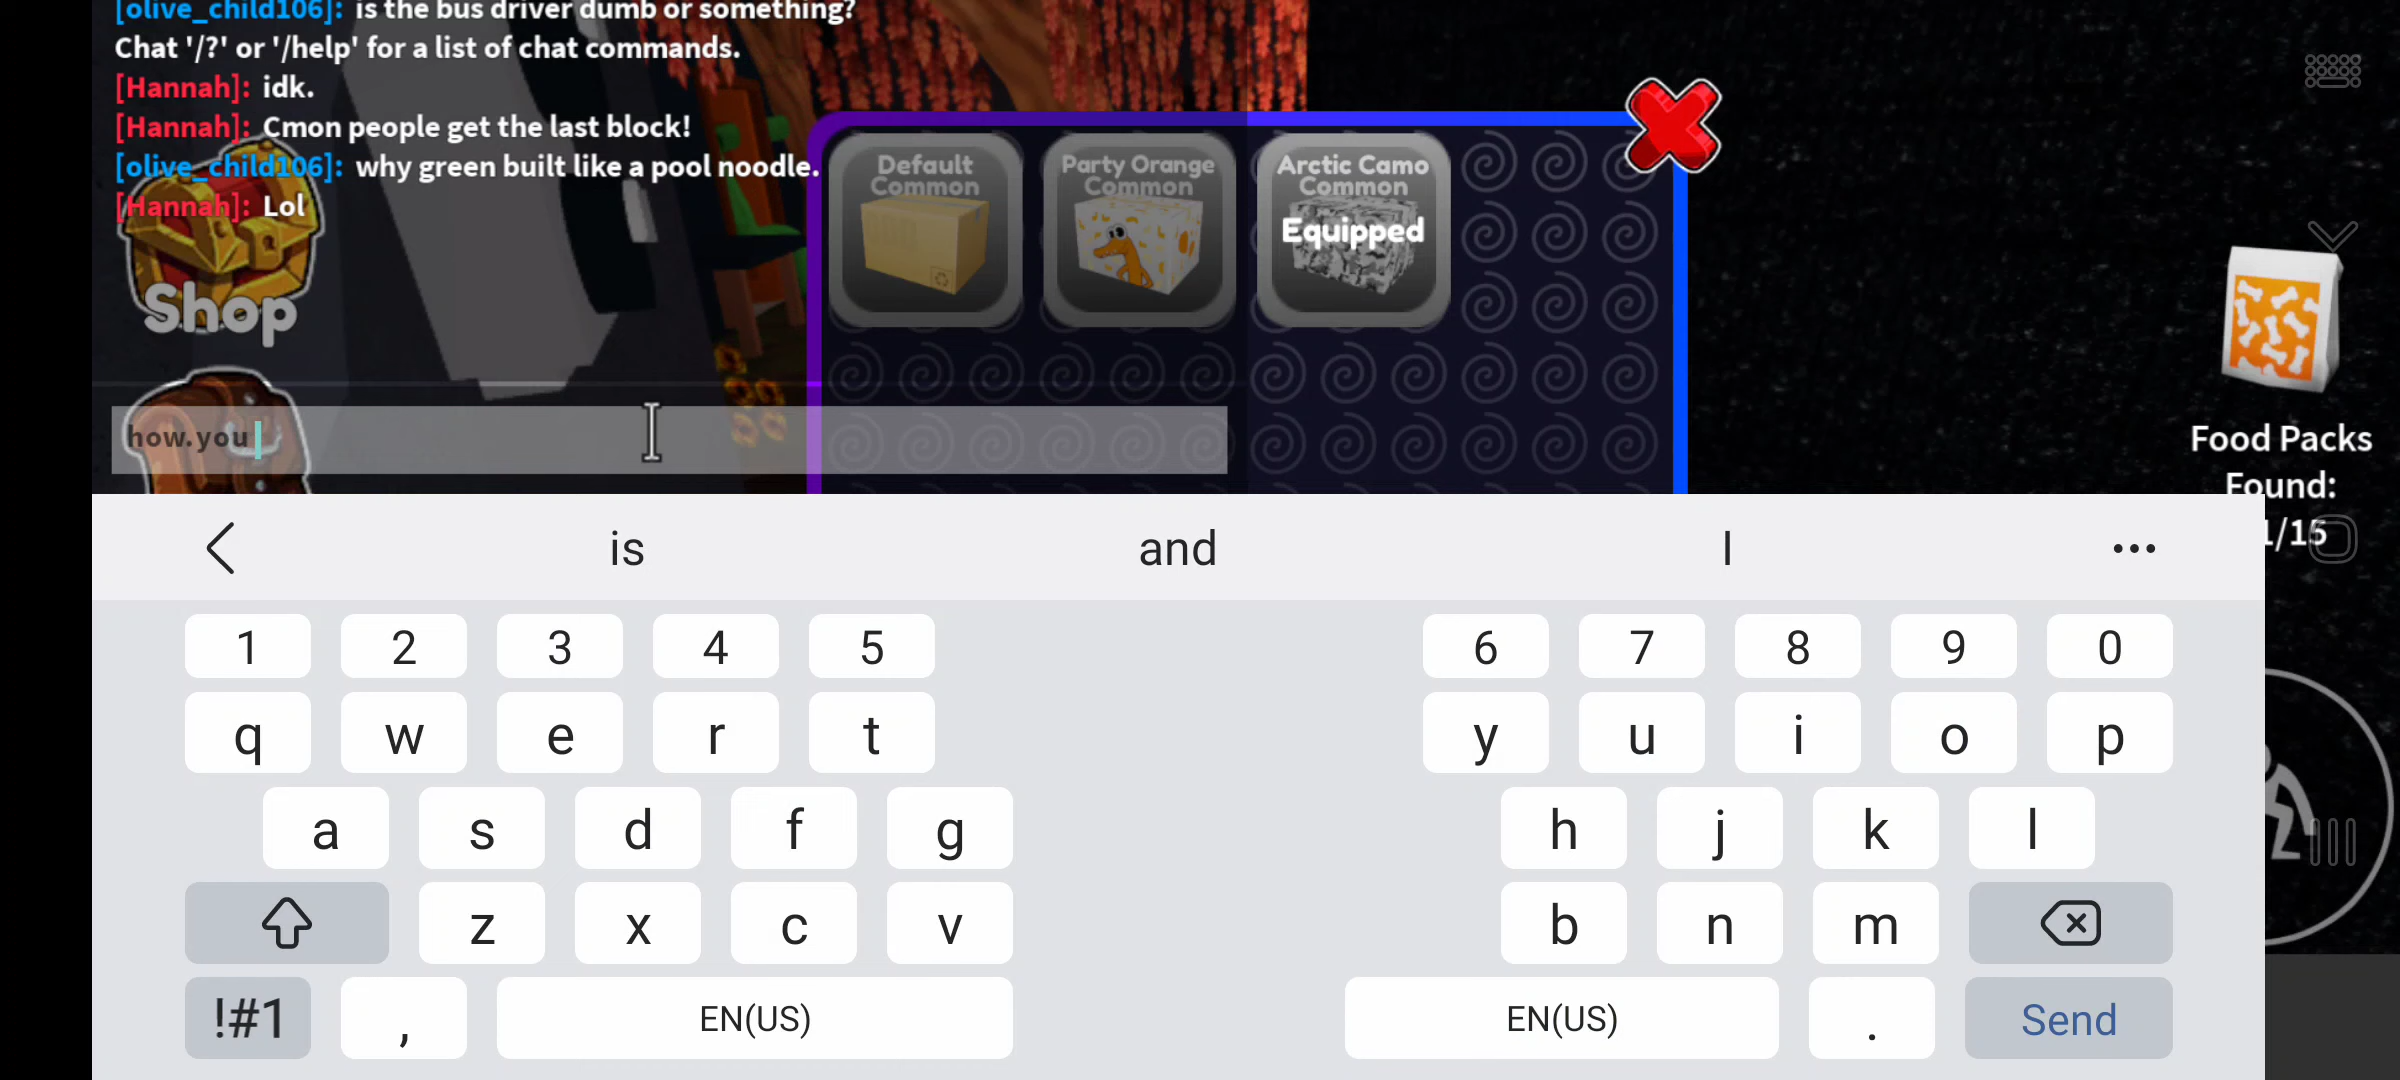 [olive_child106]: is the bus driver dumb or something?
Chat '/?' or '/help' for a list of chat commands.
[Hannah]: idk.
[Hannah]: Cmon people get the last block!
[olive_child106]: why green built like a pool noodle.
[Hannah]: Lol
Shop
Default
Common
Party Orange
Common
Arctic Camo
Common
Equipped
how.you
Food Packs
Found:
1/15
is and I
1 2 3 4 5 6 7 8 9 0
q w e r t y u i o p
a s d f g h j k l
z x c v b n m
!#1 , EN(US) EN(US) . Send